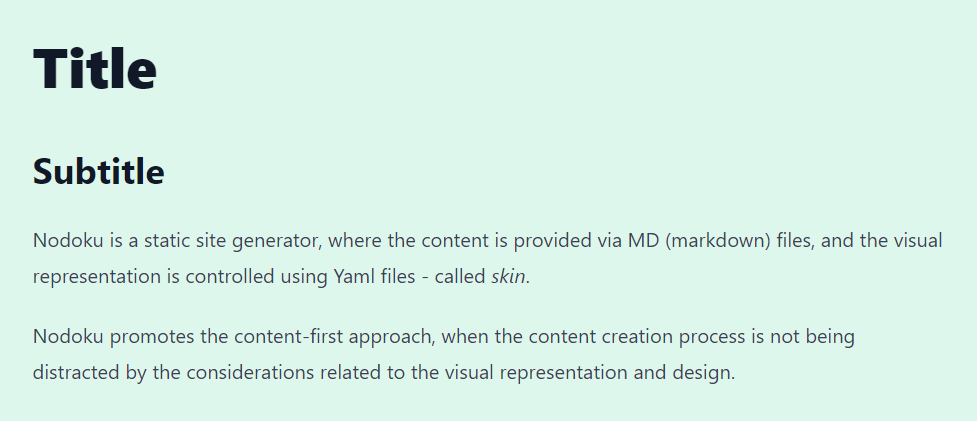 Title
Subtitle
Nodoku is a static site generator, where the content is provided via MD (markdown) files, and the visual
representation is controlled using Yaml files - called skin.
Nodoku promotes the content-first approach, when the content creation process is not being
distracted by the considerations related to the visual representation and design.